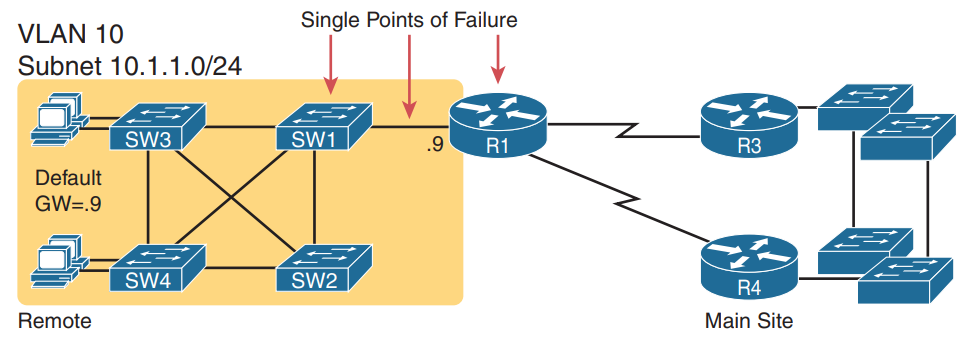 Single Points of Failure
VLAN 10
Subnet 10.1.1.0/24
SW3
SW1
.9
R1
R3
Default
GW=.9
SW4
SW2
R4
Remote
Main Site